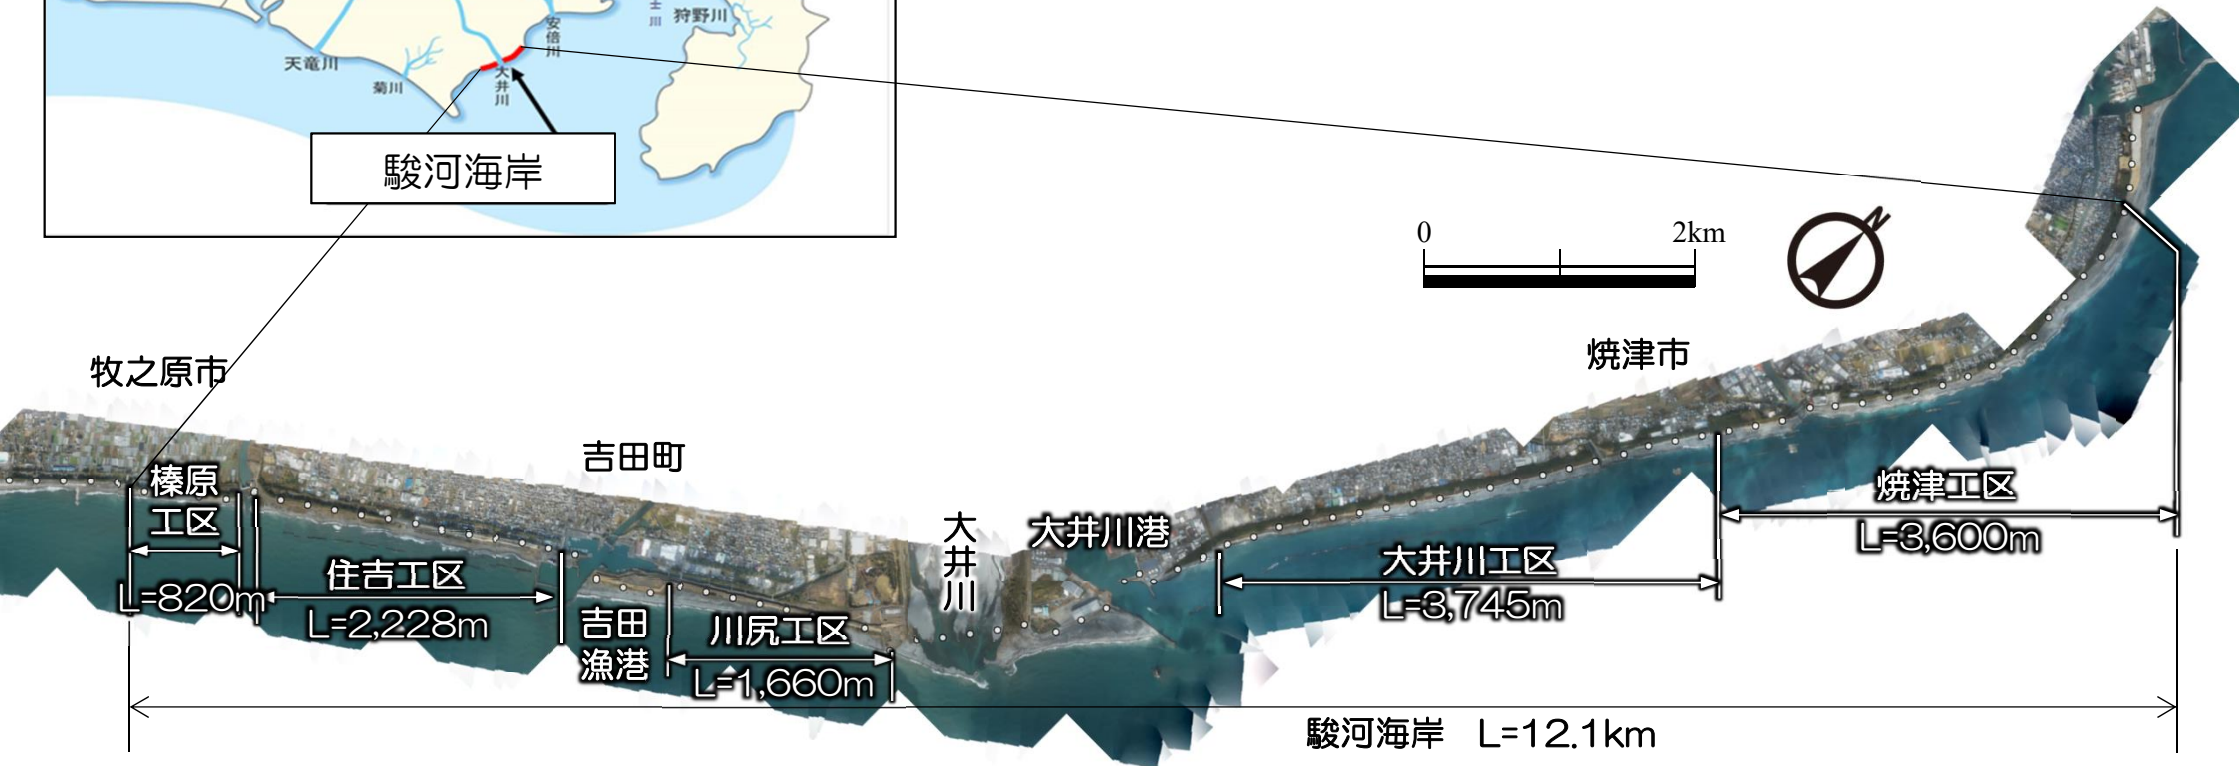 士川
狩野川
安倍川
天竜川
菊川
大井川
駿河海岸
0 2km
N
牧之原市
吉田町
焼津市
榛原
工区
L=820m
住吉工区
L=2,228m
吉田
漁港
川尻工区
L=1,660m
大井川
大井川港
大井川工区
L=3,745m
焼津工区
L=3,600m
駿河海岸 L=12.1km